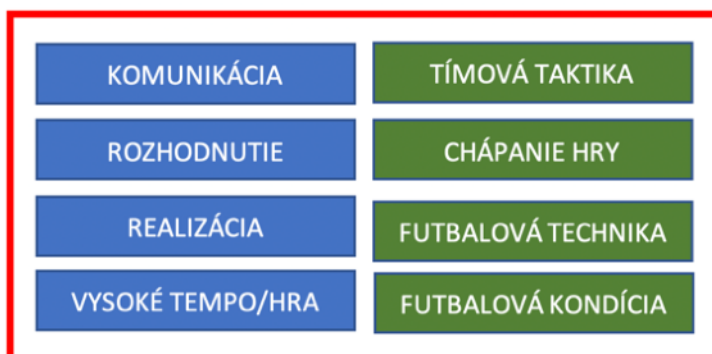 KOMUNIKÁCIA
TÍMOVÁ TAKTIKA
ROZHODNUTIE
CHÁPANIE HRY
REALIZÁCIA
FUTBALOVÁ TECHNIKA
VYSOKÉ TEMPO/HRA
FUTBALOVÁ KONDÍCIA